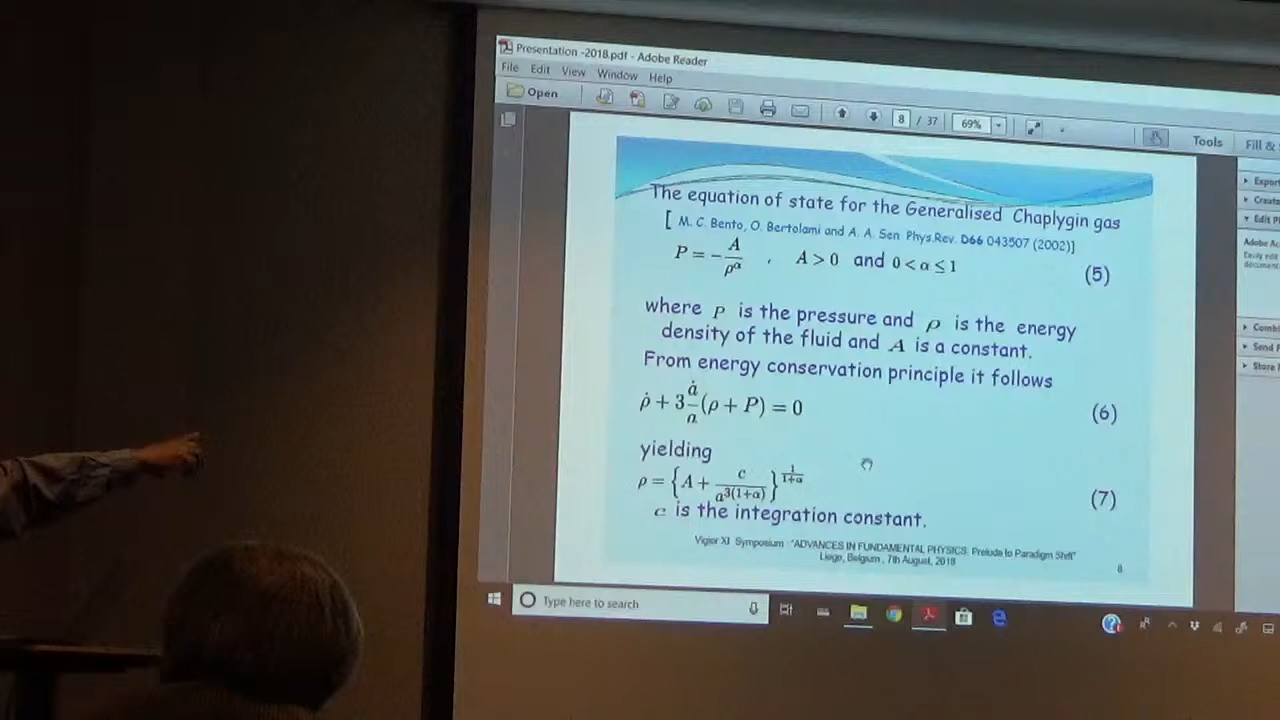 Presentation -2018.pdf - Adobe Reader
File Edit View Window Help
Open 8 / 37 69% Tools Fill &
The equation of state for the Generalised Chaplygin gas
[ M. C. Bento, O. Bertolami and A. A. Sen Phys.Rev. D66 043507 (2002)]
P = − A/ρ^α , A > 0 and 0 < α ≤ 1 (5)
where P is the pressure and ρ is the energy
density of the fluid and A is a constant.
From energy conservation principle it follows
ρ̇ + 3 ȧ/a (ρ + P) = 0 (6)
yielding
ρ = {A + c/a^3(1+α)}^1/1+α (7)
c is the integration constant.
Vigier XI Symposium : "ADVANCES IN FUNDAMENTAL PHYSICS: Prelude to Paradigm Shift"
Liege, Belgium , 7th August, 2018
8
Export
Edit P
Send F
Store
Type here to search